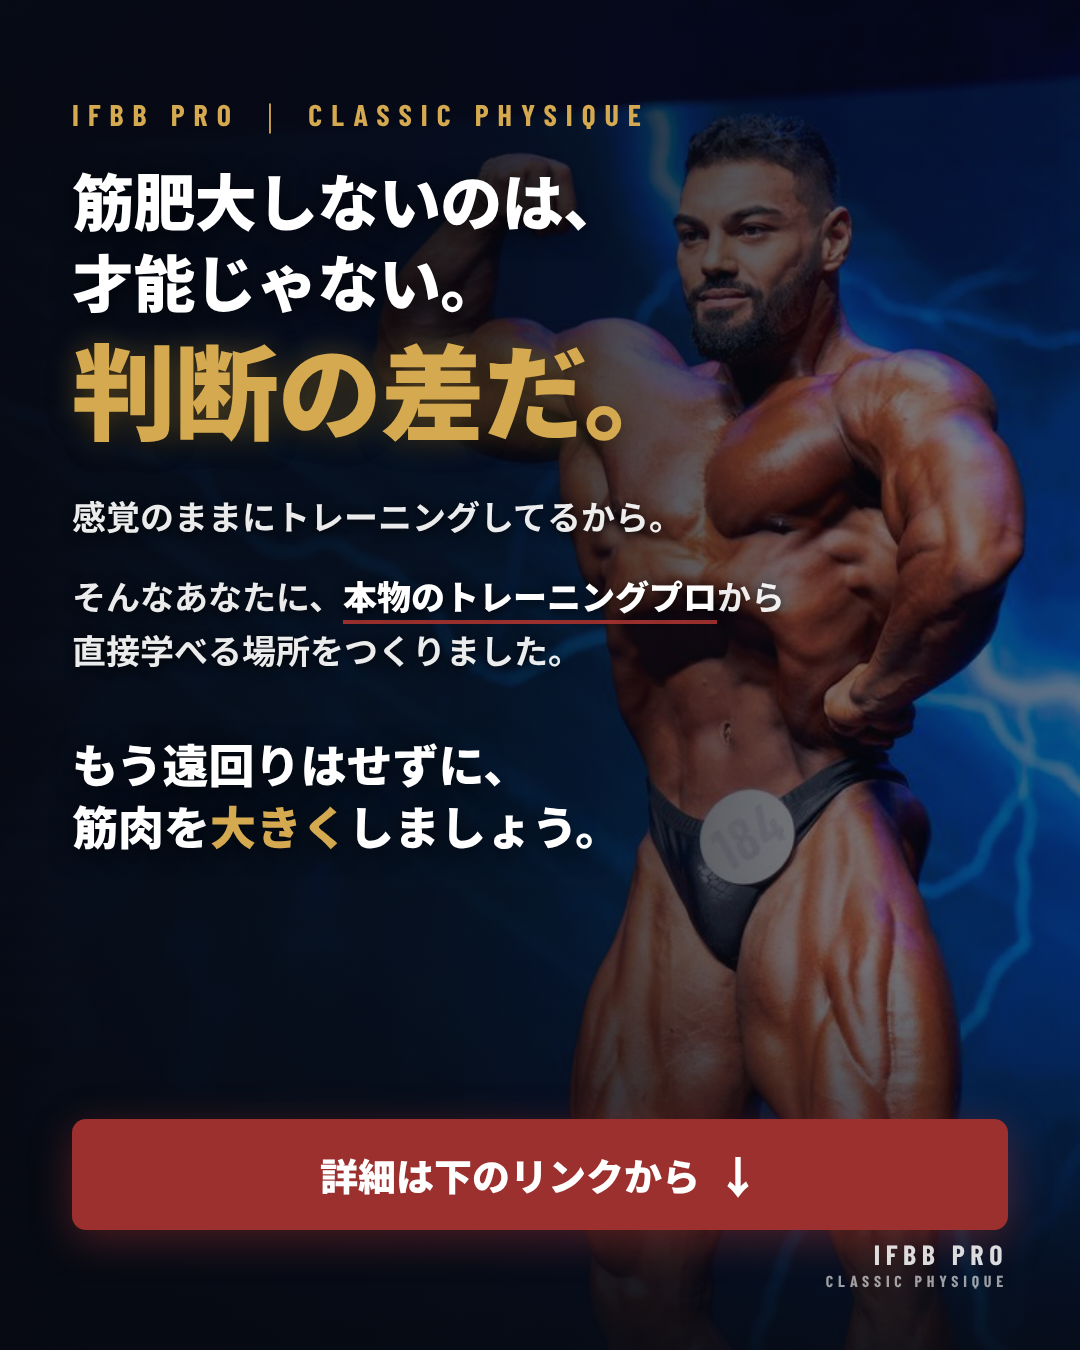 IFBB PRO | CLASSIC PHYSIQUE
筋肥大しないのは、
才能じゃない。
判断の差だ。
感覚のままにトレーニングしてるから。
そんなあなたに、本物のトレーニングプロから
直接学べる場所をつくりました。
もう遠回りはせずに、
筋肉を大きくしましょう。
184
詳細は下のリンクから ↓
IFBB PRO
CLASSIC PHYSIQUE